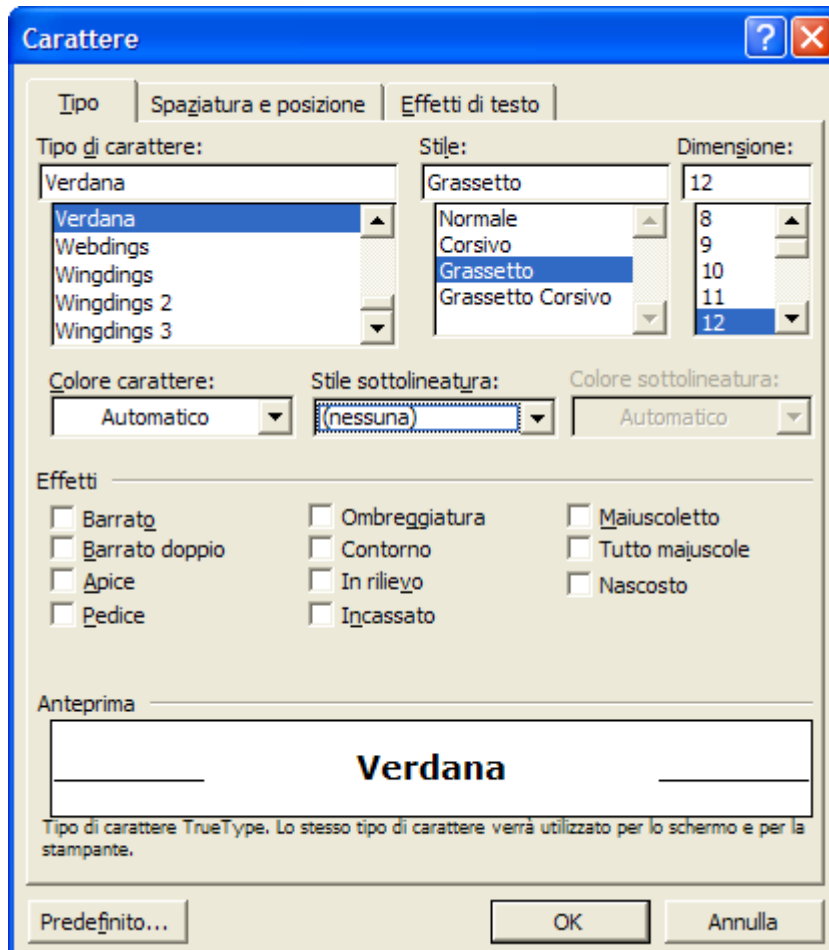 Carattere
Tipo Spaziatura e posizione Effetti di testo
Tipo di carattere: Stile: Dimensione:
Verdana Grassetto 12
Verdana Normale 8
Webdings Corsivo 9
Wingdings Grassetto 10
Wingdings 2 Grassetto Corsivo 11
Wingdings 3 12
Colore carattere: Stile sottolineatura: Colore sottolineatura:
Automatico (nessuna) Automatico
Effetti
Barrato Ombreggiatura Maiuscoletto
Barrato doppio Contorno Tutto maiuscole
Apice In rilievo Nascosto
Pedice Incassato
Anteprima
Verdana
Tipo di carattere TrueType. Lo stesso tipo di carattere verrà utilizzato per lo schermo e per la
stampante.
Predefinito... OK Annulla